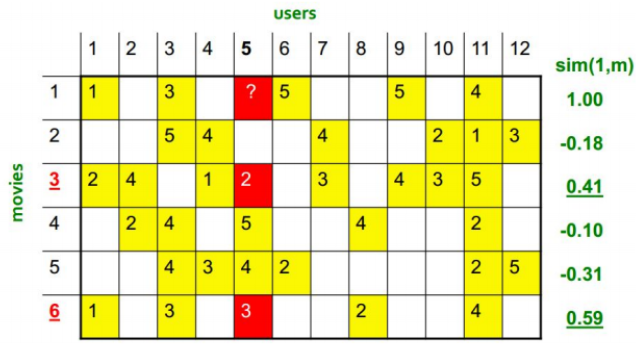 users
1 2 3 4 5 6 7 8 9 10 11 12
sim(1,m)
movies
1 1 3 ? 5 5 4 1.00
2 5 4 4 2 1 3 -0.18
3 2 4 1 2 3 4 3 5 0.41
4 2 4 5 4 2 -0.10
5 4 3 4 2 2 5 -0.31
6 1 3 3 2 4 0.59